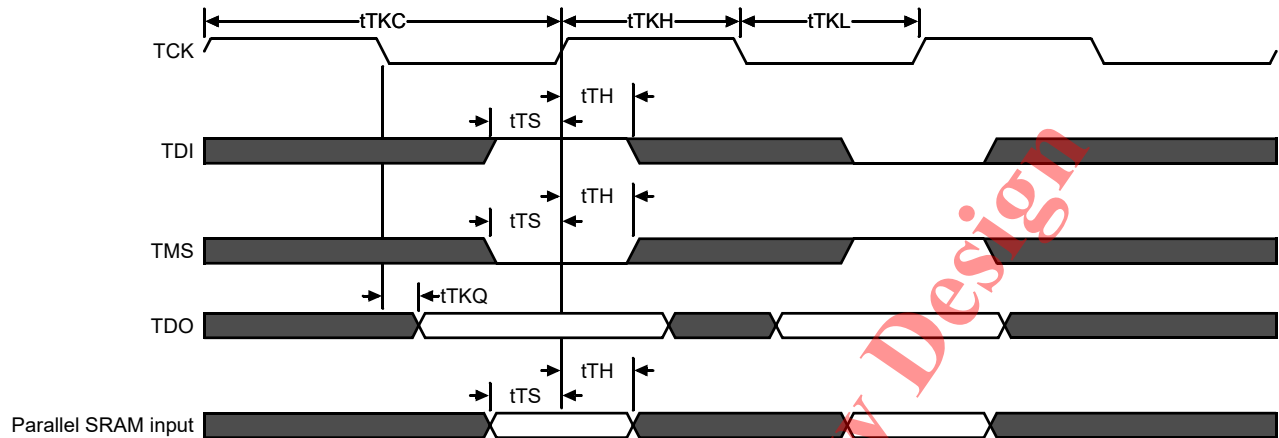 tTKC
tTKH
tTKL
TCK
tTH
tTS
TDI
tTH
tTS
TMS
tTKQ
TDO
tTH
tTS
Parallel SRAM input
Design